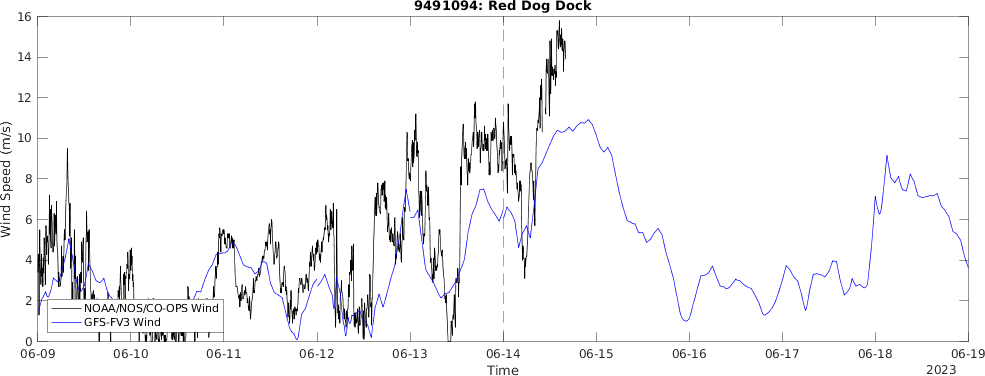 9491094: Red Dog Dock
Wind Speed (m/s)
16
14
12
10
8
6
4
2
0
NOAA/NOS/CO-OPS Wind
GFS-FV3 Wind
06-09 06-10 06-11 06-12 06-13 06-14 06-15 06-16 06-17 06-18 06-19
Time
2023